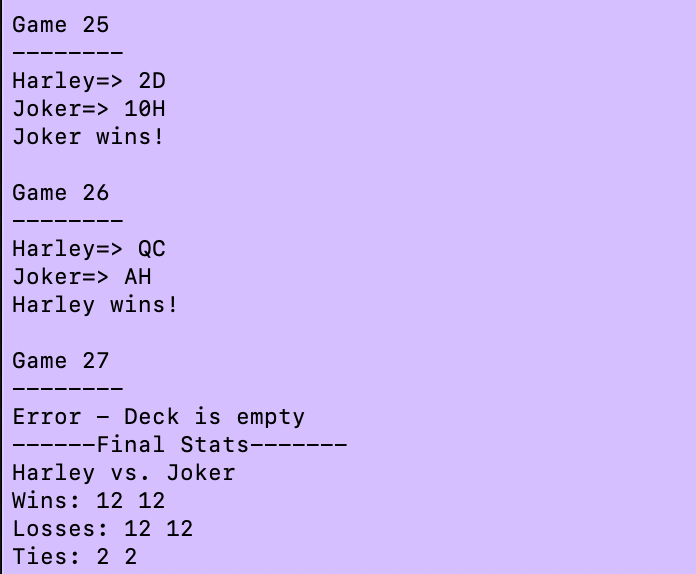 Game 25
--------
Harley=> 2D
Joker=> 10H
Joker wins!
Game 26
--------
Harley=> QC
Joker=> AH
Harley wins!
Game 27
--------
Error - Deck is empty
------Final Stats-------
Harley vs. Joker
Wins: 12 12
Losses: 12 12
Ties: 2 2